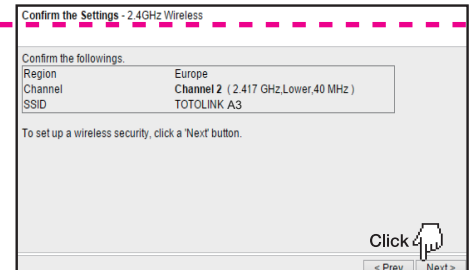 Confirm the Settings - 2.4GHz Wireless
Confirm the followings.
Region Europe
Channel Channel 2 ( 2.417 GHz,Lower,40 MHz )
SSID TOTOLINK A3
To set up a wireless security, click a 'Next' button.
Click
< Prev Next >